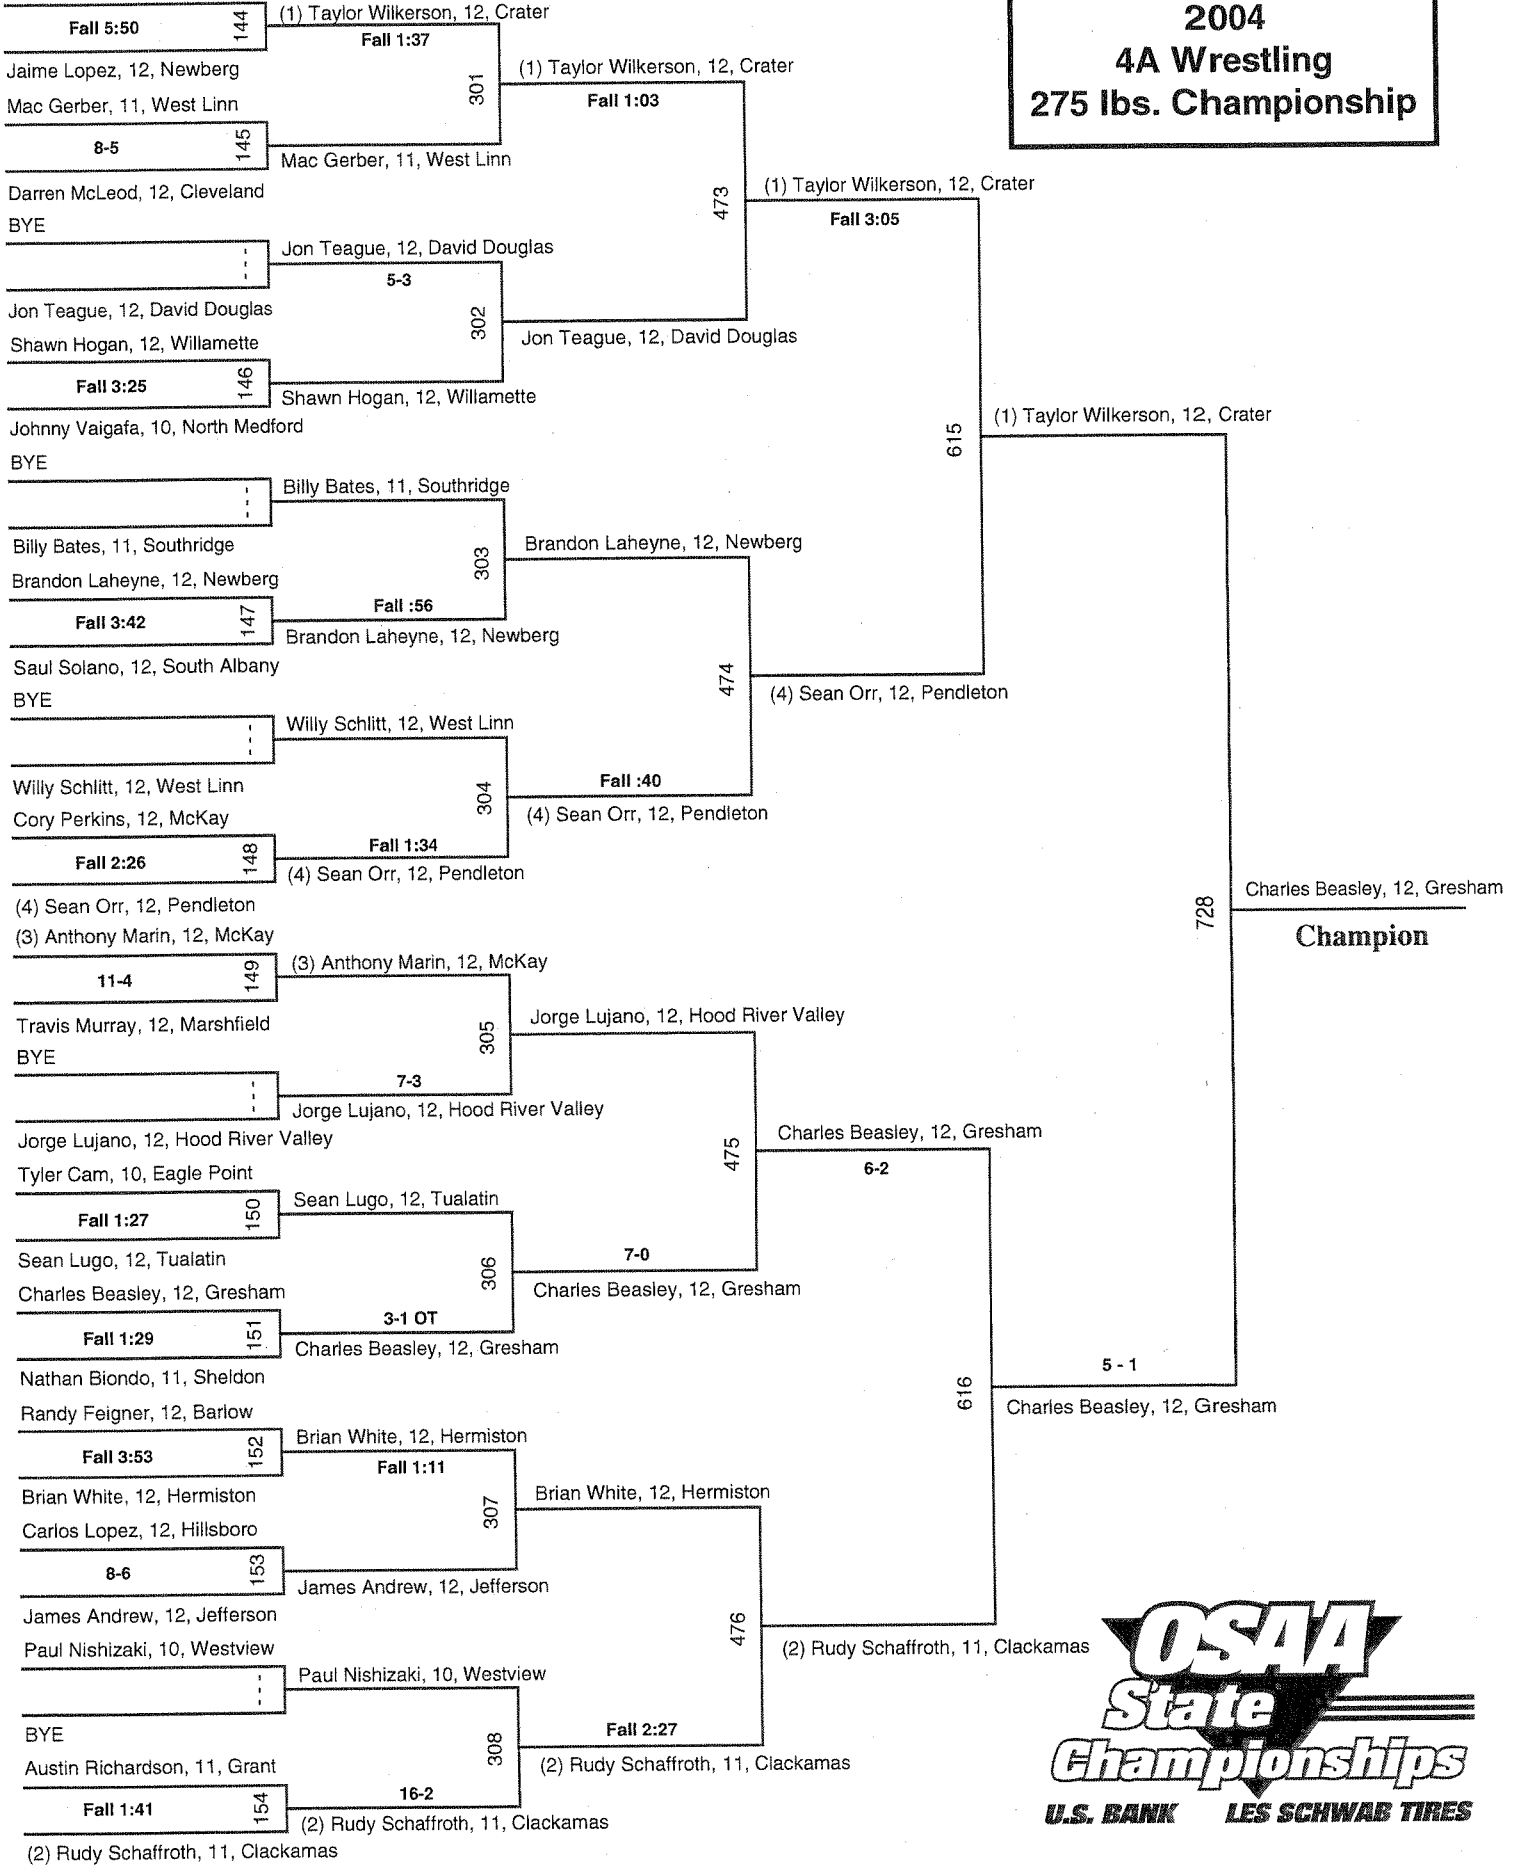 2004
4A Wrestling
275 lbs. Championship
(1) Taylor Wilkerson, 12, Crater
Fall 5:50
144
Fall 1:37
Jaime Lopez, 12, Newberg
301
(1) Taylor Wilkerson, 12, Crater
Mac Gerber, 11, West Linn
Fall 1:03
8-5
145
Mac Gerber, 11, West Linn
Darren McLeod, 12, Cleveland
473
(1) Taylor Wilkerson, 12, Crater
BYE
Fall 3:05
Jon Teague, 12, David Douglas
5-3
Jon Teague, 12, David Douglas
302
Jon Teague, 12, David Douglas
Shawn Hogan, 12, Willamette
Fall 3:25
146
Shawn Hogan, 12, Willamette
Johnny Vaigafa, 10, North Medford
615
(1) Taylor Wilkerson, 12, Crater
BYE
Billy Bates, 11, Southridge
Billy Bates, 11, Southridge
303
Brandon Laheyne, 12, Newberg
Brandon Laheyne, 12, Newberg
Fall 3:42
147
Fall :56
Brandon Laheyne, 12, Newberg
Saul Solano, 12, South Albany
474
(4) Sean Orr, 12, Pendleton
BYE
Willy Schlitt, 12, West Linn
Willy Schlitt, 12, West Linn
304
Fall :40
(4) Sean Orr, 12, Pendleton
Cory Perkins, 12, McKay
Fall 2:26
148
Fall 1:34
(4) Sean Orr, 12, Pendleton
(4) Sean Orr, 12, Pendleton
728
Charles Beasley, 12, Gresham
Champion
(3) Anthony Marin, 12, McKay
11-4
149
(3) Anthony Marin, 12, McKay
Travis Murray, 12, Marshfield
305
Jorge Lujano, 12, Hood River Valley
BYE
7-3
Jorge Lujano, 12, Hood River Valley
Jorge Lujano, 12, Hood River Valley
475
Charles Beasley, 12, Gresham
6-2
Tyler Cam, 10, Eagle Point
Fall 1:27
150
Sean Lugo, 12, Tualatin
Sean Lugo, 12, Tualatin
306
7-0
Charles Beasley, 12, Gresham
Charles Beasley, 12, Gresham
Fall 1:29
151
3-1 OT
Charles Beasley, 12, Gresham
Nathan Biondo, 11, Sheldon
616
5 - 1
Charles Beasley, 12, Gresham
Randy Feigner, 12, Barlow
Fall 3:53
152
Brian White, 12, Hermiston
Fall 1:11
Brian White, 12, Hermiston
307
Brian White, 12, Hermiston
Carlos Lopez, 12, Hillsboro
8-6
153
James Andrew, 12, Jefferson
James Andrew, 12, Jefferson
476
(2) Rudy Schaffroth, 11, Clackamas
Paul Nishizaki, 10, Westview
Paul Nishizaki, 10, Westview
BYE
308
Fall 2:27
(2) Rudy Schaffroth, 11, Clackamas
Austin Richardson, 11, Grant
Fall 1:41
154
16-2
(2) Rudy Schaffroth, 11, Clackamas
(2) Rudy Schaffroth, 11, Clackamas
OSAA
State
Championships
U.S. BANK LES SCHWAB TIRES